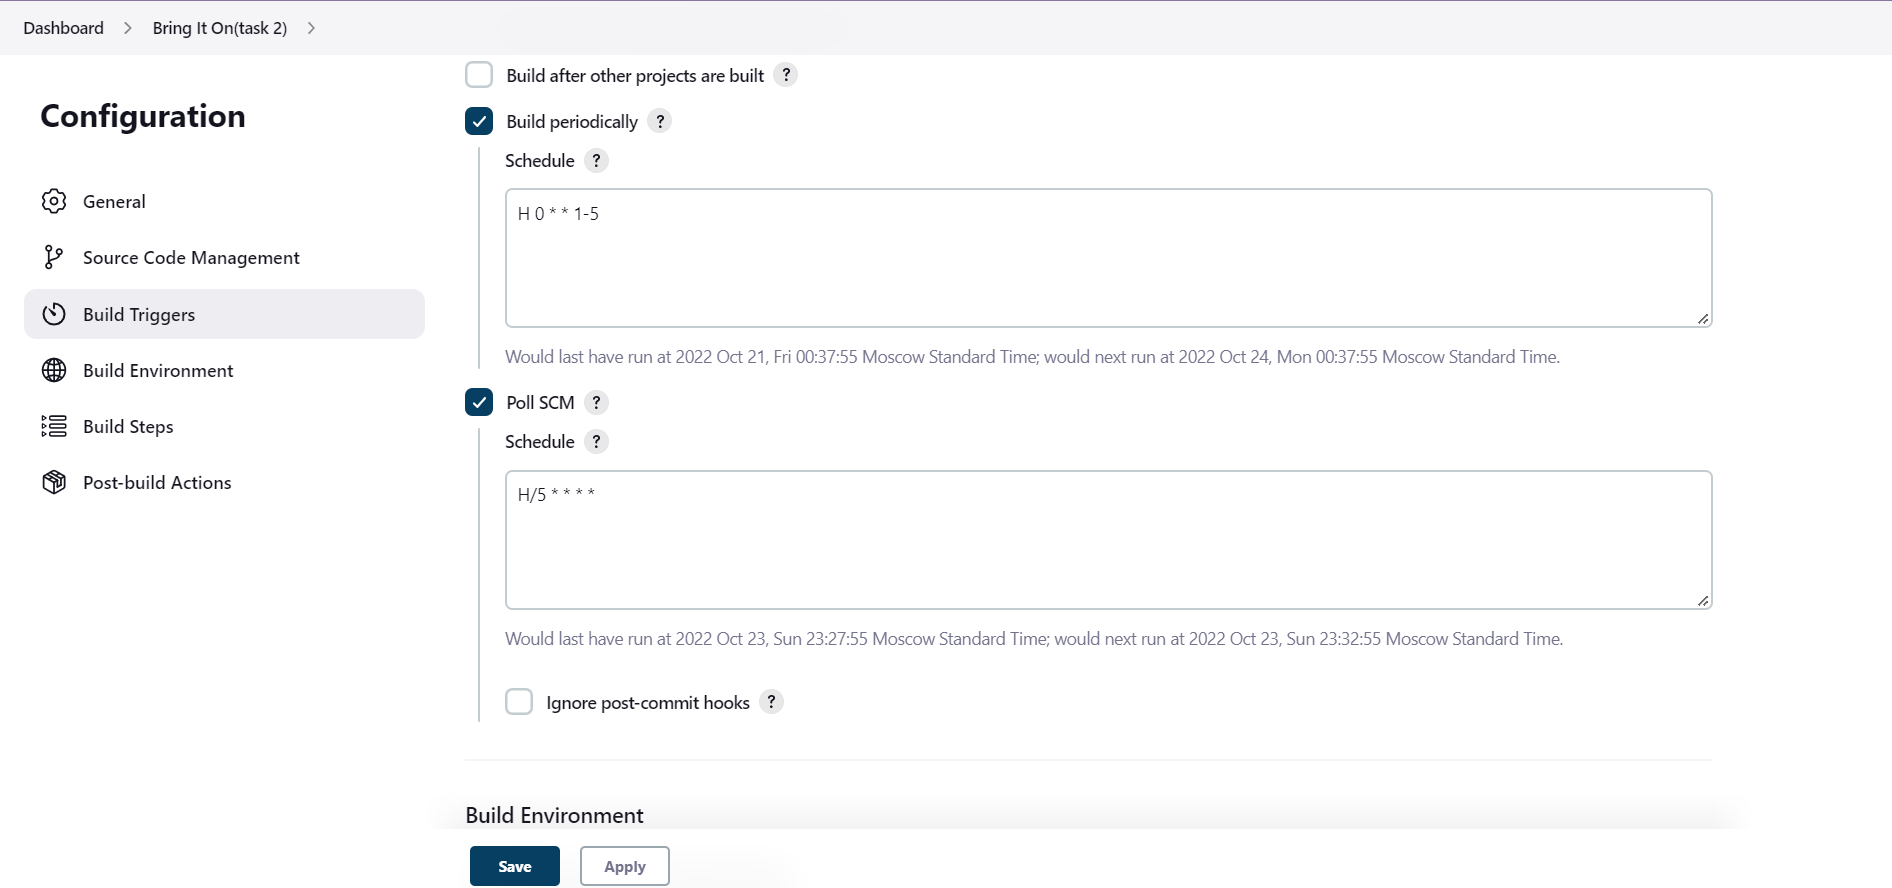 Dashboard > Bring It On(task 2) >
Configuration
General
Source Code Management
Build Triggers
Build Environment
Build Steps
Post-build Actions
Build after other projects are built ?
Build periodically ?
Schedule ?
H 0 * * 1-5
Would last have run at 2022 Oct 21, Fri 00:37:55 Moscow Standard Time; would next run at 2022 Oct 24, Mon 00:37:55 Moscow Standard Time.
Poll SCM ?
Schedule ?
H/5 * * * *
Would last have run at 2022 Oct 23, Sun 23:27:55 Moscow Standard Time; would next run at 2022 Oct 23, Sun 23:32:55 Moscow Standard Time.
Ignore post-commit hooks ?
Build Environment
Save Apply